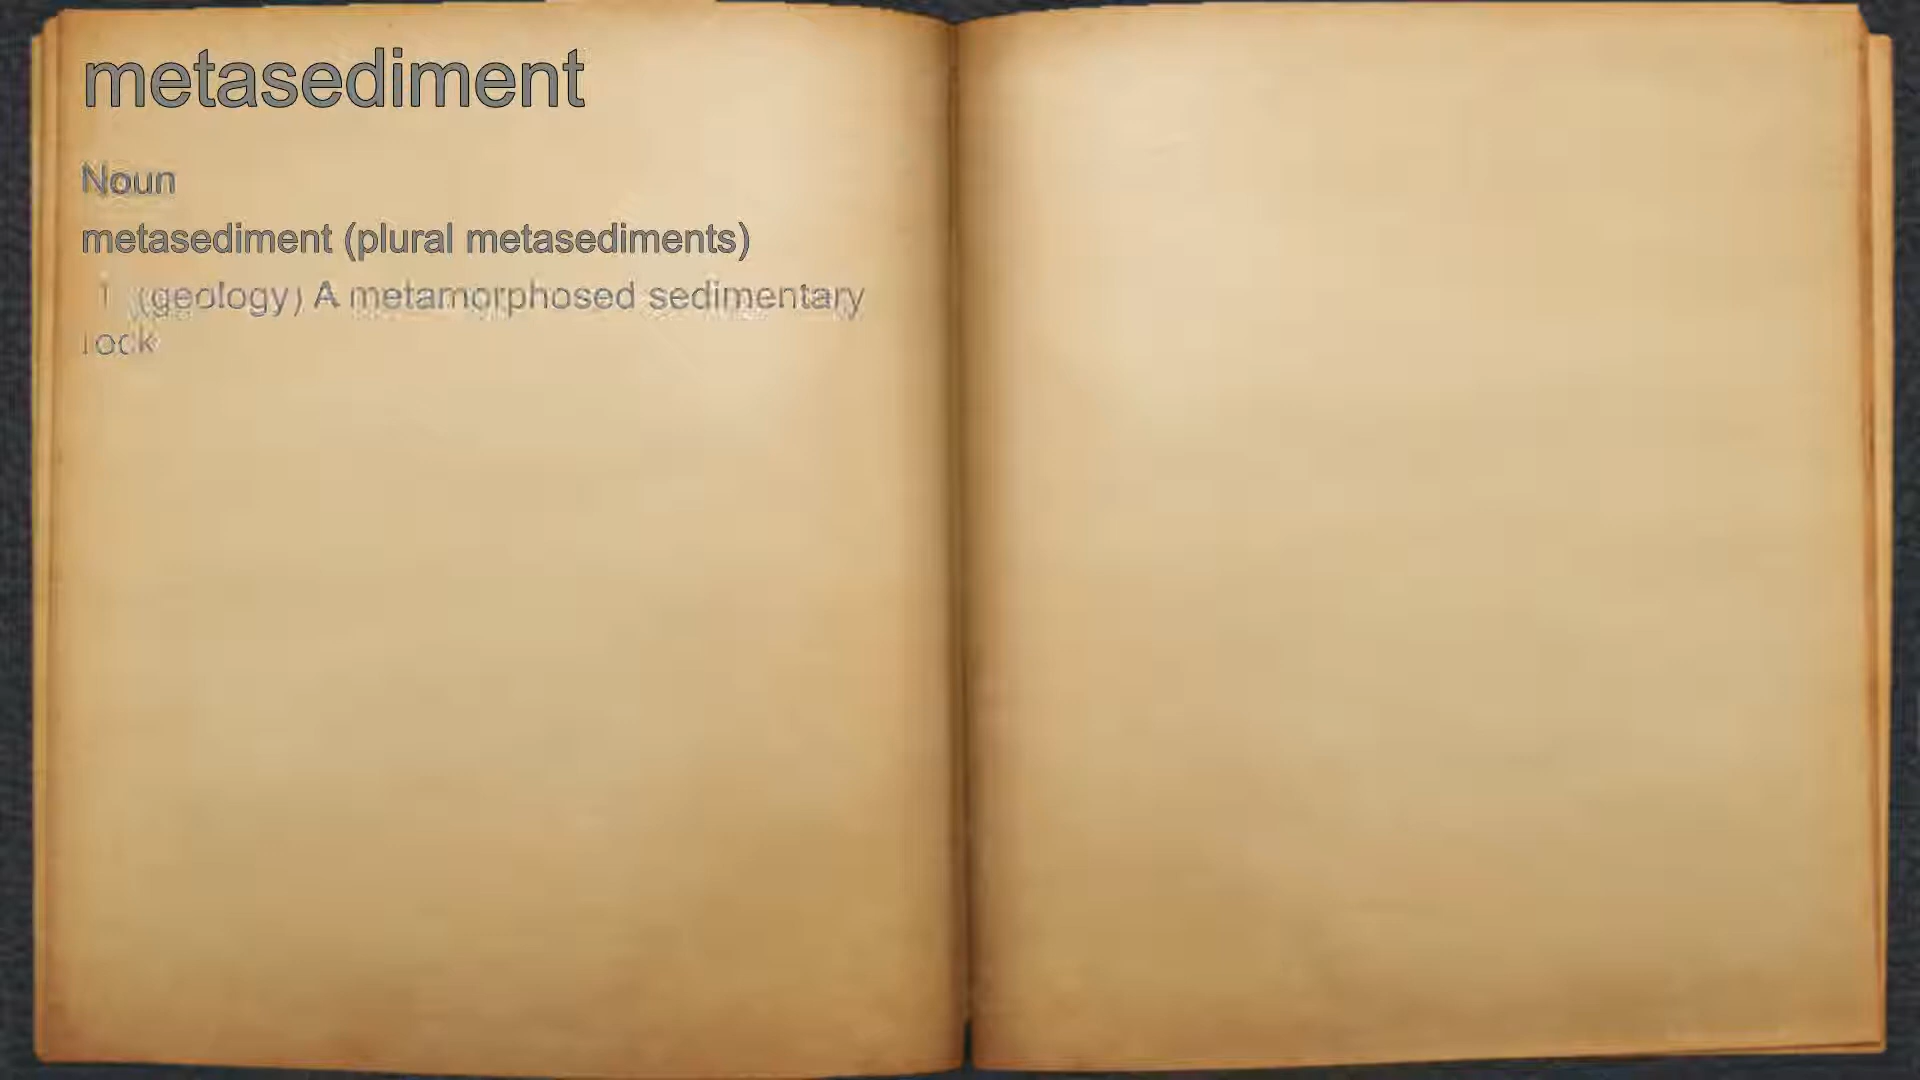 metasediment
Noun
metasediment (plural metasediments)
1. (geology) A metamorphosed sedimentary
rock